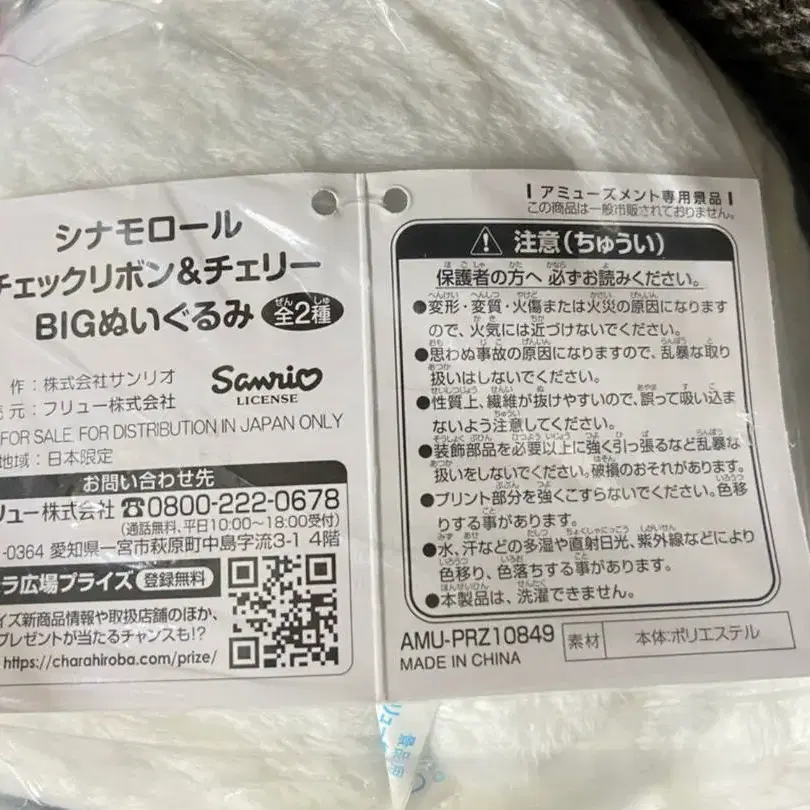 シナモロール
チェックリボン&チェリー
BIGぬいぐるみ 全2種
作:株式会社サンリオ
売元:フリュー株式会社
Sanrio
LICENSE
FOR SALE. FOR DISTRIBUTION IN JAPAN ONLY
地域:日本限定
お問い合わせ先
リュー株式会社 ☎0800-222-0678
(通話無料、平日10:00~18:00受付)
-0364 愛知県一宮市萩原町中島字流3-1 4階
ラ広場プライズ 登録無料
イズ新商品情報や取扱店舗のほか、
プレゼントが当たるチャンスも!?
https://charahiroba.com/prize/
アミューズメント専用景品
この商品は一般市販されておりません。
注意(ちゅうい)
保護者の方へ 必ずお読みください。
●変形・変質・火傷または火災の原因になります
ので、火気には近づけないでください。
●思わぬ事故の原因になりますので、乱暴な取り
扱いはしないでください。
●性質上、繊維が抜けやすいので、誤って吸い込ま
ないよう注意してください。
●装飾部品を必要以上に強く引っ張るなど乱暴な
扱いをしないでください。破損のおそれがあります。
●プリント部分を強くこすらないでください。色移
りする事があります。
●水、汗などの多湿や直射日光、紫外線などにより
色移り、色落ちする事があります。
●本製品は、洗濯できません。
AMU-PRZ10849
MADE IN CHINA
素材 本体:ポリエステル